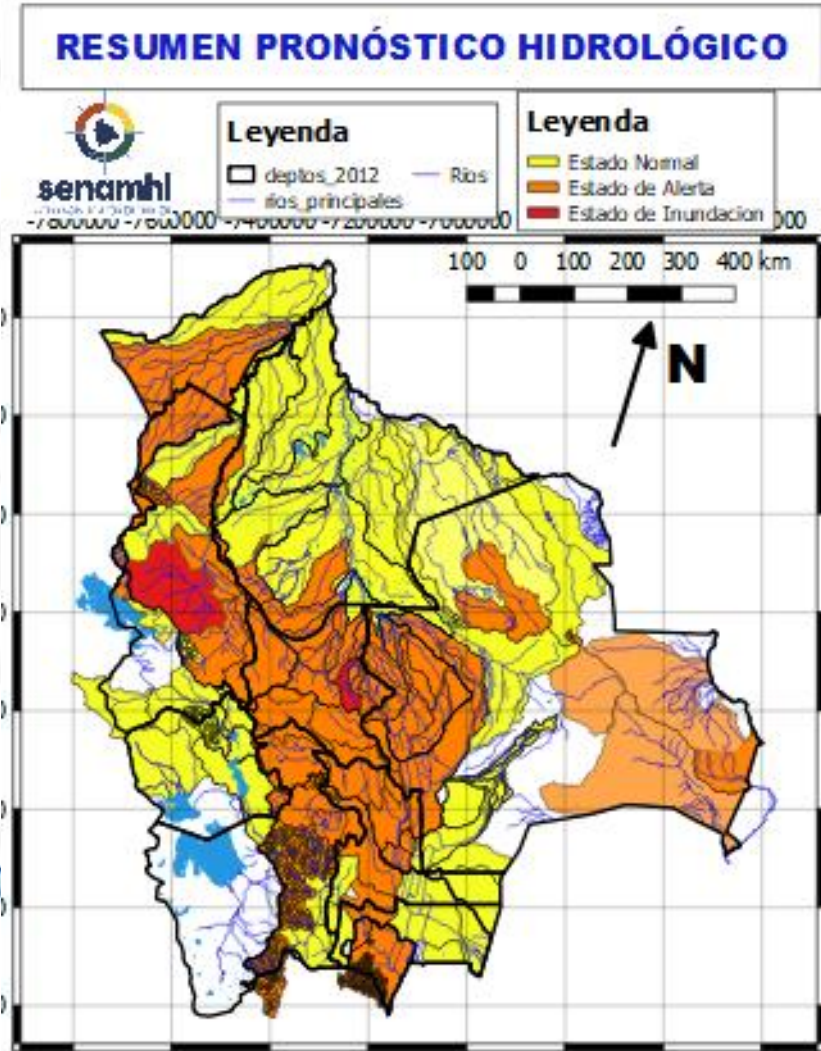 RESUMEN PRONÓSTICO HIDROLÓGICO
senamhI
Leyenda
deptos_2012
Rios
rios_principales
Leyenda
Estado Normal
Estado de Alerta
Estado de Inundacion
-7800000 -7600000 -7400000 -7200000 -7000000
100 0 100 200 300 400 km
N